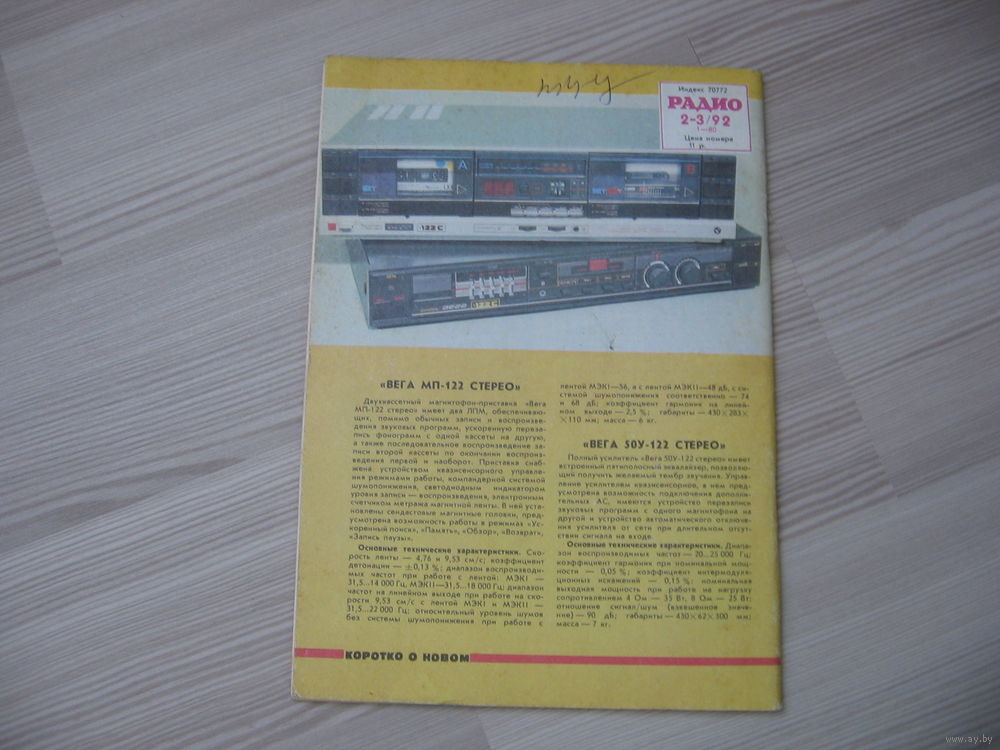 Индекс 70772
РАДИО
2-3/92
1—80
Цена номера
11 р.
A
B
122 C
122 C
«ВЕГА МП-122 СТЕРЕО»
Двухкассетный магнитофон-приставка «Вега
МП-122 стерео» имеет два ЛПМ, обеспечиваю-
щих, помимо обычных записи и воспроизве-
дения звуковых программ, ускоренную переза-
пись фонограмм с одной кассеты на другую,
а также последовательное воспроизведение за-
писи второй кассеты по окончании воспроиз-
ведения первой и наоборот. Приставка снаб-
жена устройством квазисенсорного управле-
ния режимами работы, компандерной системой
шумопонижения, светодиодным индикатором
уровня записи — воспроизведения, электронным
счетчиком метража магнитной ленты. В ней уста-
новлены сендастовые магнитные головки, пред-
усмотрена возможность работы в режимах «Ус-
коренный поиск», «Память», «Обзор», «Возврат»,
«Запись паузы».
Основные технические характеристики. Ско-
рость ленты — 4,76 и 9,53 см/с; коэффициент
детонации — ±0,13 %; диапазон воспроизводи-
мых частот при работе с лентой: МЭКI —
31,5...14 000 Гц, МЭКII—31,5...18 000 Гц; диапазон
частот на линейном выходе при работе на ско-
рости 9,53 см/с с лентой МЭКI и МЭКII —
31,5...22 000 Гц; относительный уровень шумов
без системы шумопонижения при работе с
лентой МЭКI—56, и с лентой МЭКII—48 дБ, с си-
стемой шумопонижения соответственно — 74
и 68 дБ; коэффициент гармоник на линей-
ном выходе — 2,5 %; габариты — 430×283×
×110 мм; масса — 6 кг.
«ВЕГА 50У-122 СТЕРЕО»
Полный усилитель «Вега 50У-122 стерео» имеет
встроенный пятиполосный эквалайзер, позволяю-
щий получить желаемый тембр звучания. Управ-
ление усилителем квазисенсорное, в нем пред-
усмотрена возможность подключения дополни-
тельных АС, имеются устройство перезаписи
звуковых программ с одного магнитофона на
другой и устройство автоматического отключе-
ния усилителя от сети при длительном отсут-
ствии сигнала на входе.
Основные технические характеристики. Диапа-
зон воспроизводимых частот — 20...25 000 Гц;
коэффициент гармоник при номинальной мощ-
ности — 0,05 %; коэффициент интермодуля-
ционных искажений — 0,15 %; номинальная
выходная мощность при работе на нагрузку
сопротивлением 4 Ом — 35 Вт, 8 Ом — 25 Вт;
отношение сигнал/шум (взвешенное значе-
ние) — 90 дБ; габариты — 430×62×300 мм;
масса — 7 кг.
КОРОТКО О НОВОМ
www.ay.by